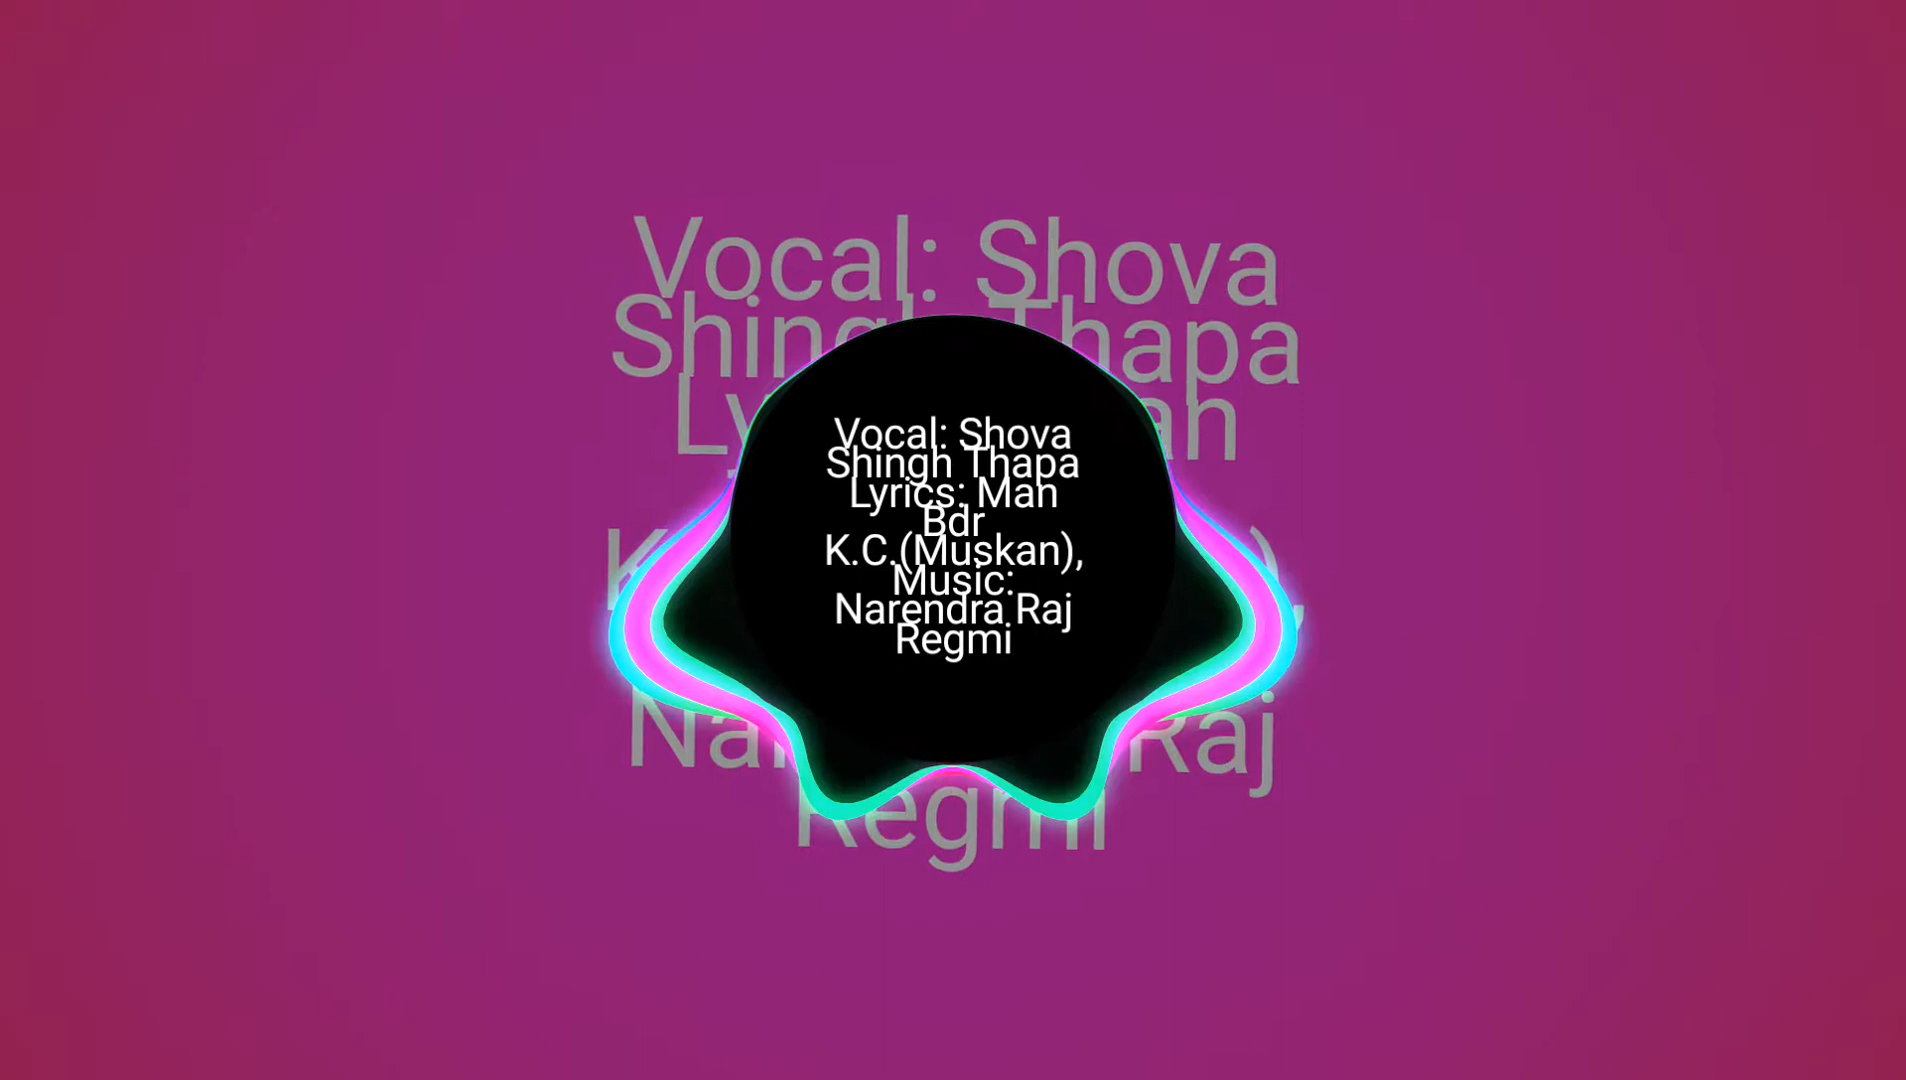 Vocal: Shova
Shingh Thapa
Lyrics: Man
Bdr
K.C.(Muskan),
Music:
Narendra Raj
Regmi